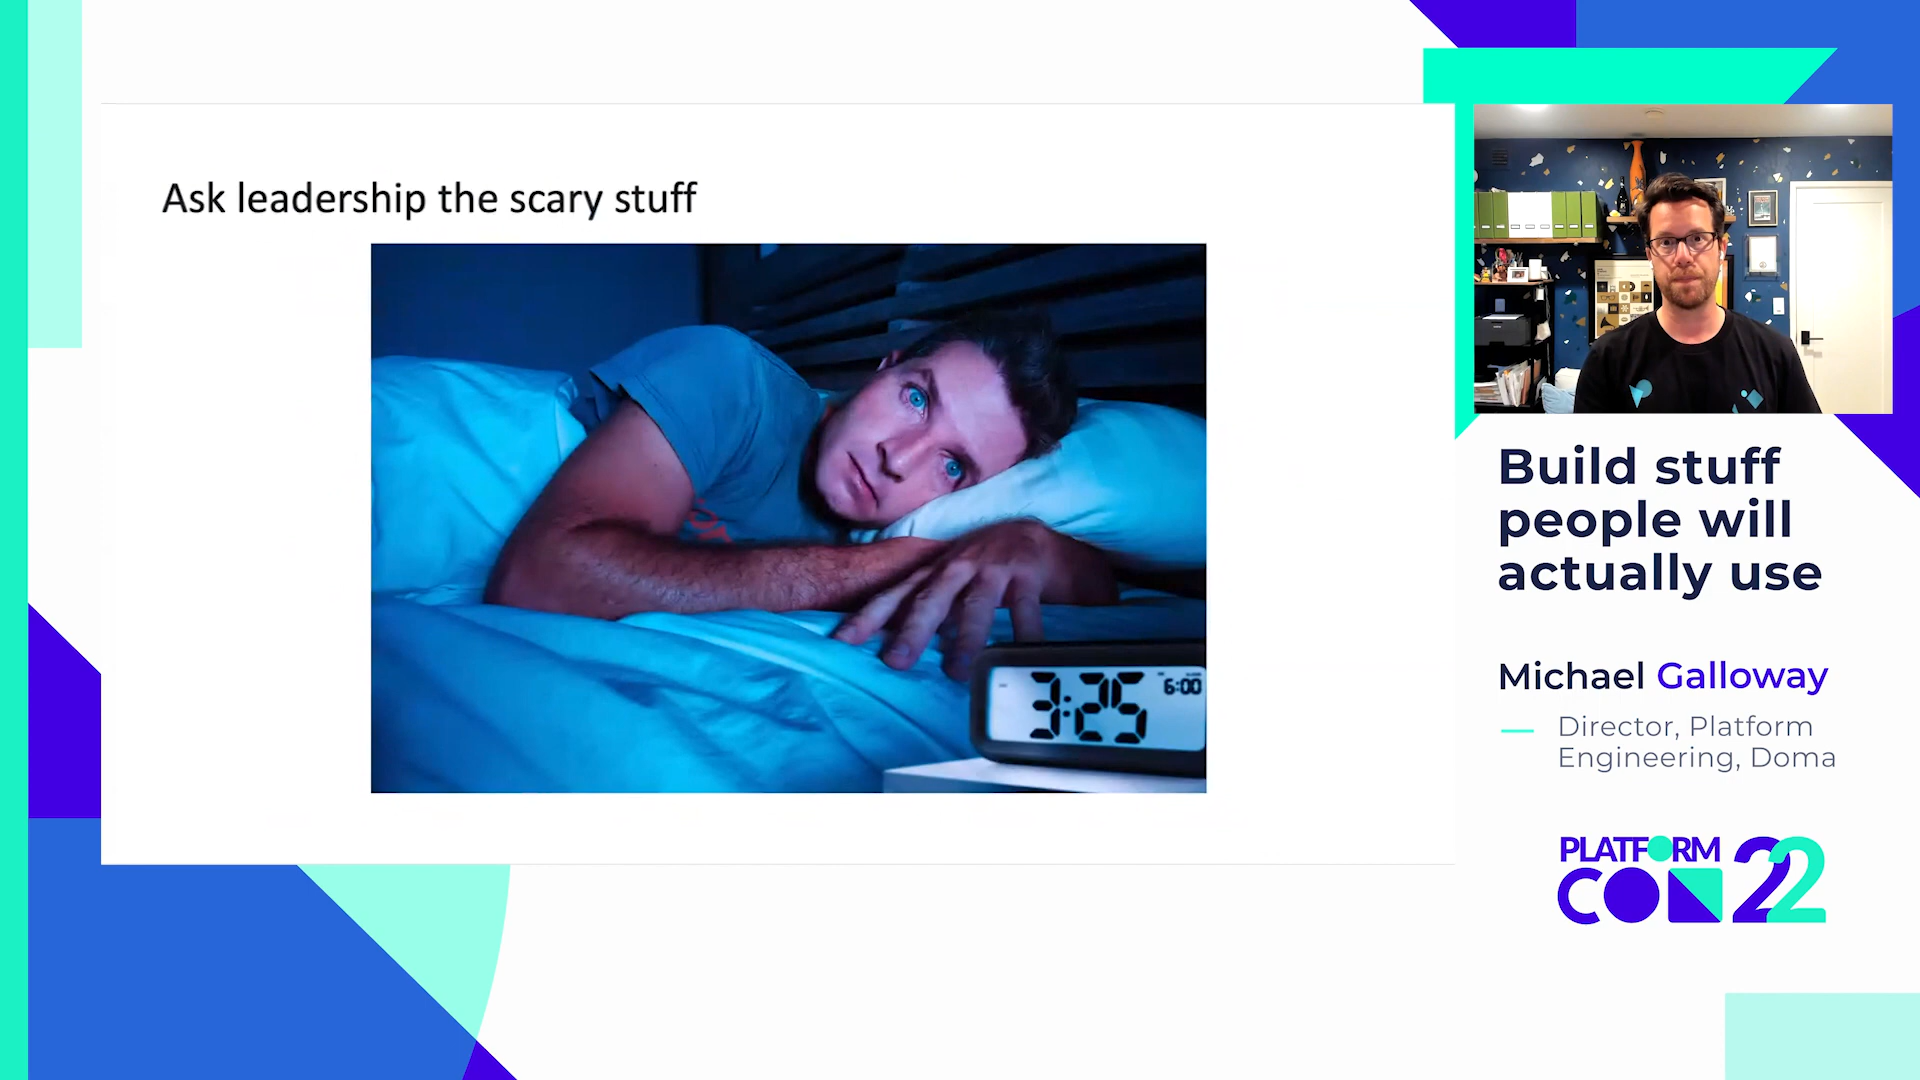 Ask leadership the scary stuff
3:25
6:00
Build stuff
people will
actually use
Michael Galloway
Director, Platform
Engineering, Doma
PLATFORM
CON 22